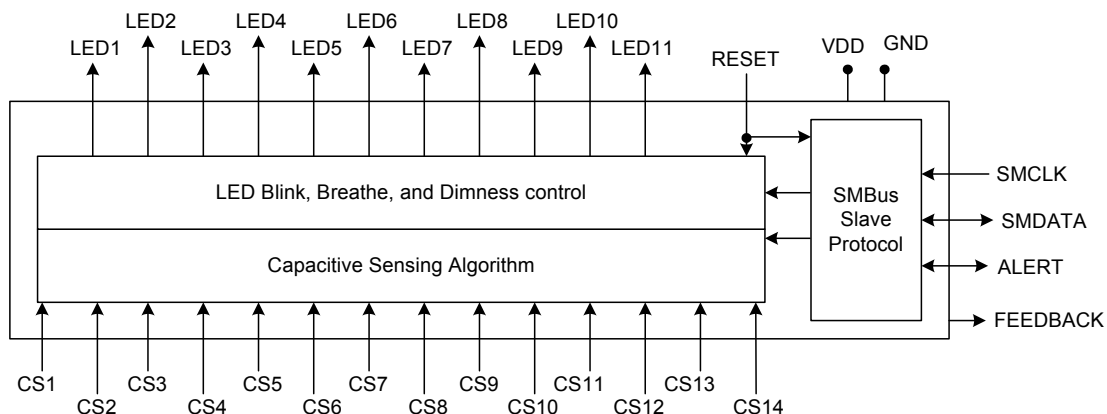 LED2 LED4 LED6 LED8 LED10
LED1 LED3 LED5 LED7 LED9 LED11
RESET VDD GND
LED Blink, Breathe, and Dimness control
Capacitive Sensing Algorithm
SMBus
Slave
Protocol
SMCLK
SMDATA
ALERT
FEEDBACK
CS1 CS3 CS5 CS7 CS9 CS11 CS13
CS2 CS4 CS6 CS8 CS10 CS12 CS14